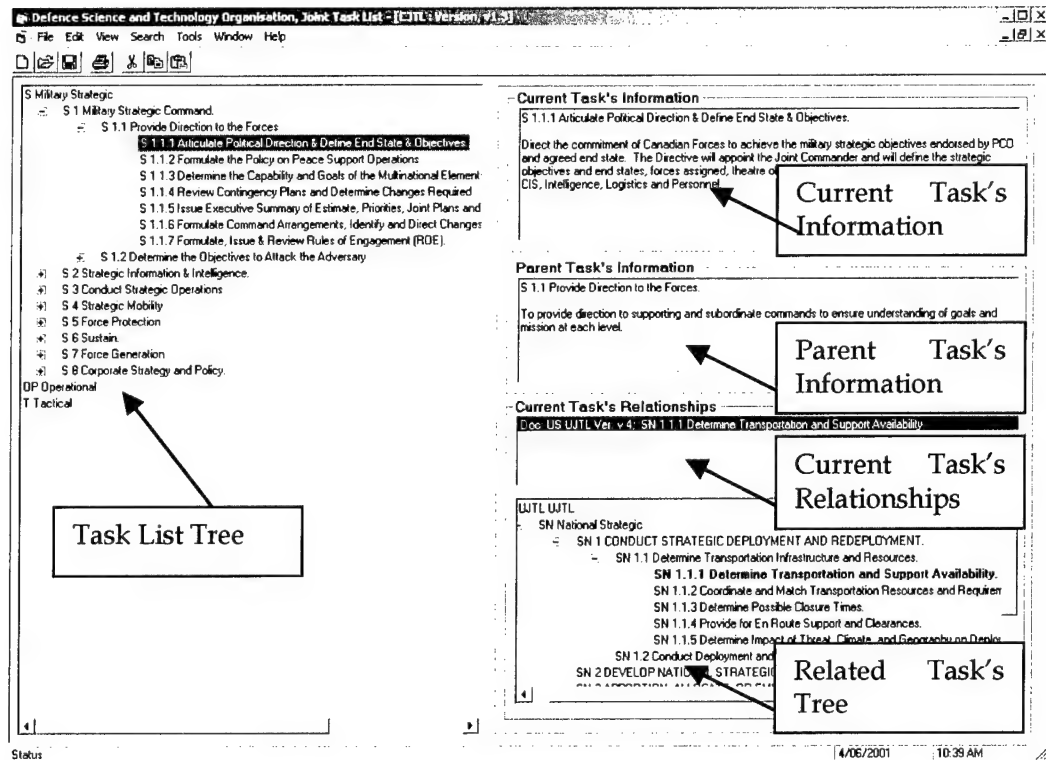 Defence Science and Technology Organisation, Joint Task List - [CJTL: Version, v1.5]
File Edit View Search Tools Window Help
S Military Strategic
S 1 Military Strategic Command.
S 1.1 Provide Direction to the Forces
S 1.1.1 Articulate Political Direction & Define End State & Objectives.
S 1.1.2 Formulate the Policy on Peace Support Operations
S 1.1.3 Determine the Capability and Goals of the Multinational Element
S 1.1.4 Review Contingency Plans and Determine Changes Required
S 1.1.5 Issue Executive Summary of Estimate, Priorities, Joint Plans and
S 1.1.6 Formulate Command Arrangements, Identify and Direct Changes
S 1.1.7 Formulate, Issue & Review Rules of Engagement (ROE).
S 1.2 Determine the Objectives to Attack the Adversary
S 2 Strategic Information & Intelligence.
S 3 Conduct Strategic Operations
S 4 Strategic Mobility
S 5 Force Protection
S 6 Sustain.
S 7 Force Generation
S 8 Corporate Strategy and Policy.
OP Operational
T Tactical
Task List Tree
Current Task's Information
S 1.1.1 Articulate Political Direction & Define End State & Objectives.
Direct the commitment of Canadian Forces to achieve the military strategic objectives endorsed by PCO
and agreed end state. The Directive will appoint the Joint Commander and will define the strategic
objectives and end states, forces assigned, theatre of
CIS, Intelligence, Logistics and Personnel.
Current Task's
Information
Parent Task's Information
S 1.1 Provide Direction to the Forces.
To provide direction to supporting and subordinate commands to ensure understanding of goals and
mission at each level.
Parent Task's
Information
Current Task's Relationships
Doc: US UJTL Ver. v 4; SN 1.1.1 Determine Transportation and Support Availability
Current Task's
Relationships
UJTL UJTL
SN National Strategic
SN 1 CONDUCT STRATEGIC DEPLOYMENT AND REDEPLOYMENT.
SN 1.1 Determine Transportation Infrastructure and Resources.
SN 1.1.1 Determine Transportation and Support Availability.
SN 1.1.2 Coordinate and Match Transportation Resources and Requirem
SN 1.1.3 Determine Possible Closure Times.
SN 1.1.4 Provide for En Route Support and Clearances.
SN 1.1.5 Determine Impact of Threat, Climate, and Geography on Deplo
SN 1.2 Conduct Deployment and
SN 2 DEVELOP NATIONAL STRATEGIC
Related Task's
Tree
Status
4/06/2001
10:39 AM